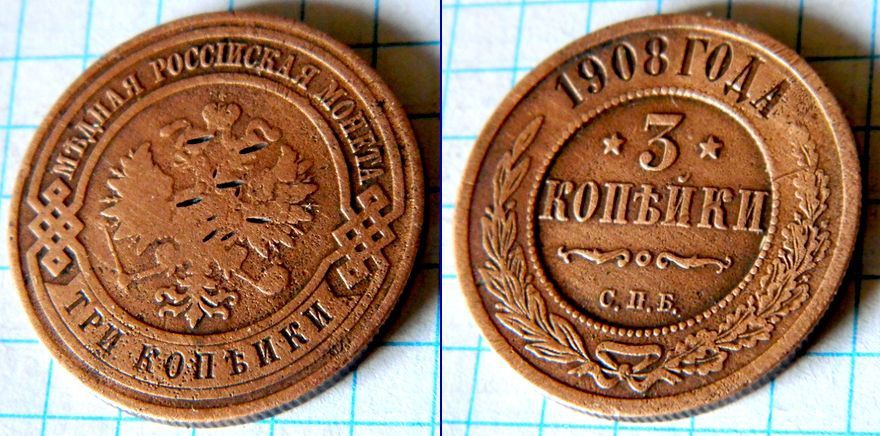 МѢДНАЯ РОССІЙСКАЯ МОНЕТА
ТРИ КОПѢЙКИ
1908 ГОДА
3
КОПѢЙКИ
С.П.Б.